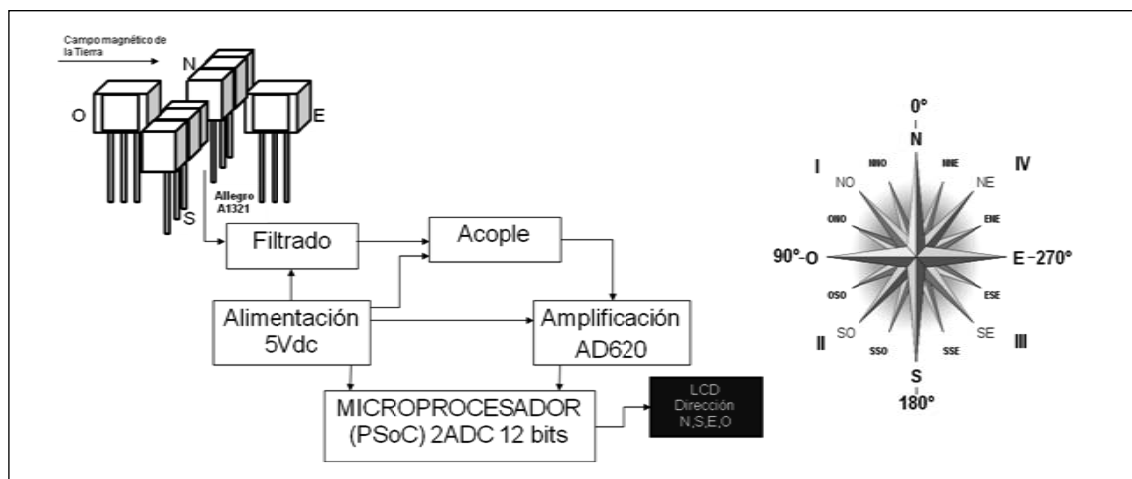 Campo magnético de
la Tierra
N
O
E
S
Allegro
A1321
Filtrado
Acople
Alimentación
5Vdc
Amplificación
AD620
MICROPROCESADOR
(PSoC) 2ADC 12 bits
LCD
Dirección
N,S,E,O
0°
N
I
NNO
NNE
IV
NO
NE
ONO
ENE
90°-O
E-270°
OSO
ESE
II
SO
SE
III
SSO
SSE
S
180°